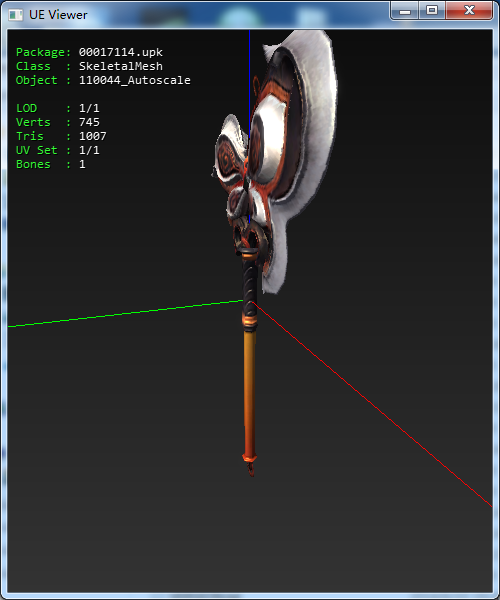 UE Viewer
Package: 00017114.upk
Class : SkeletalMesh
Object : 110044_Autoscale
LOD : 1/1
Verts : 745
Tris : 1007
UV Set : 1/1
Bones : 1